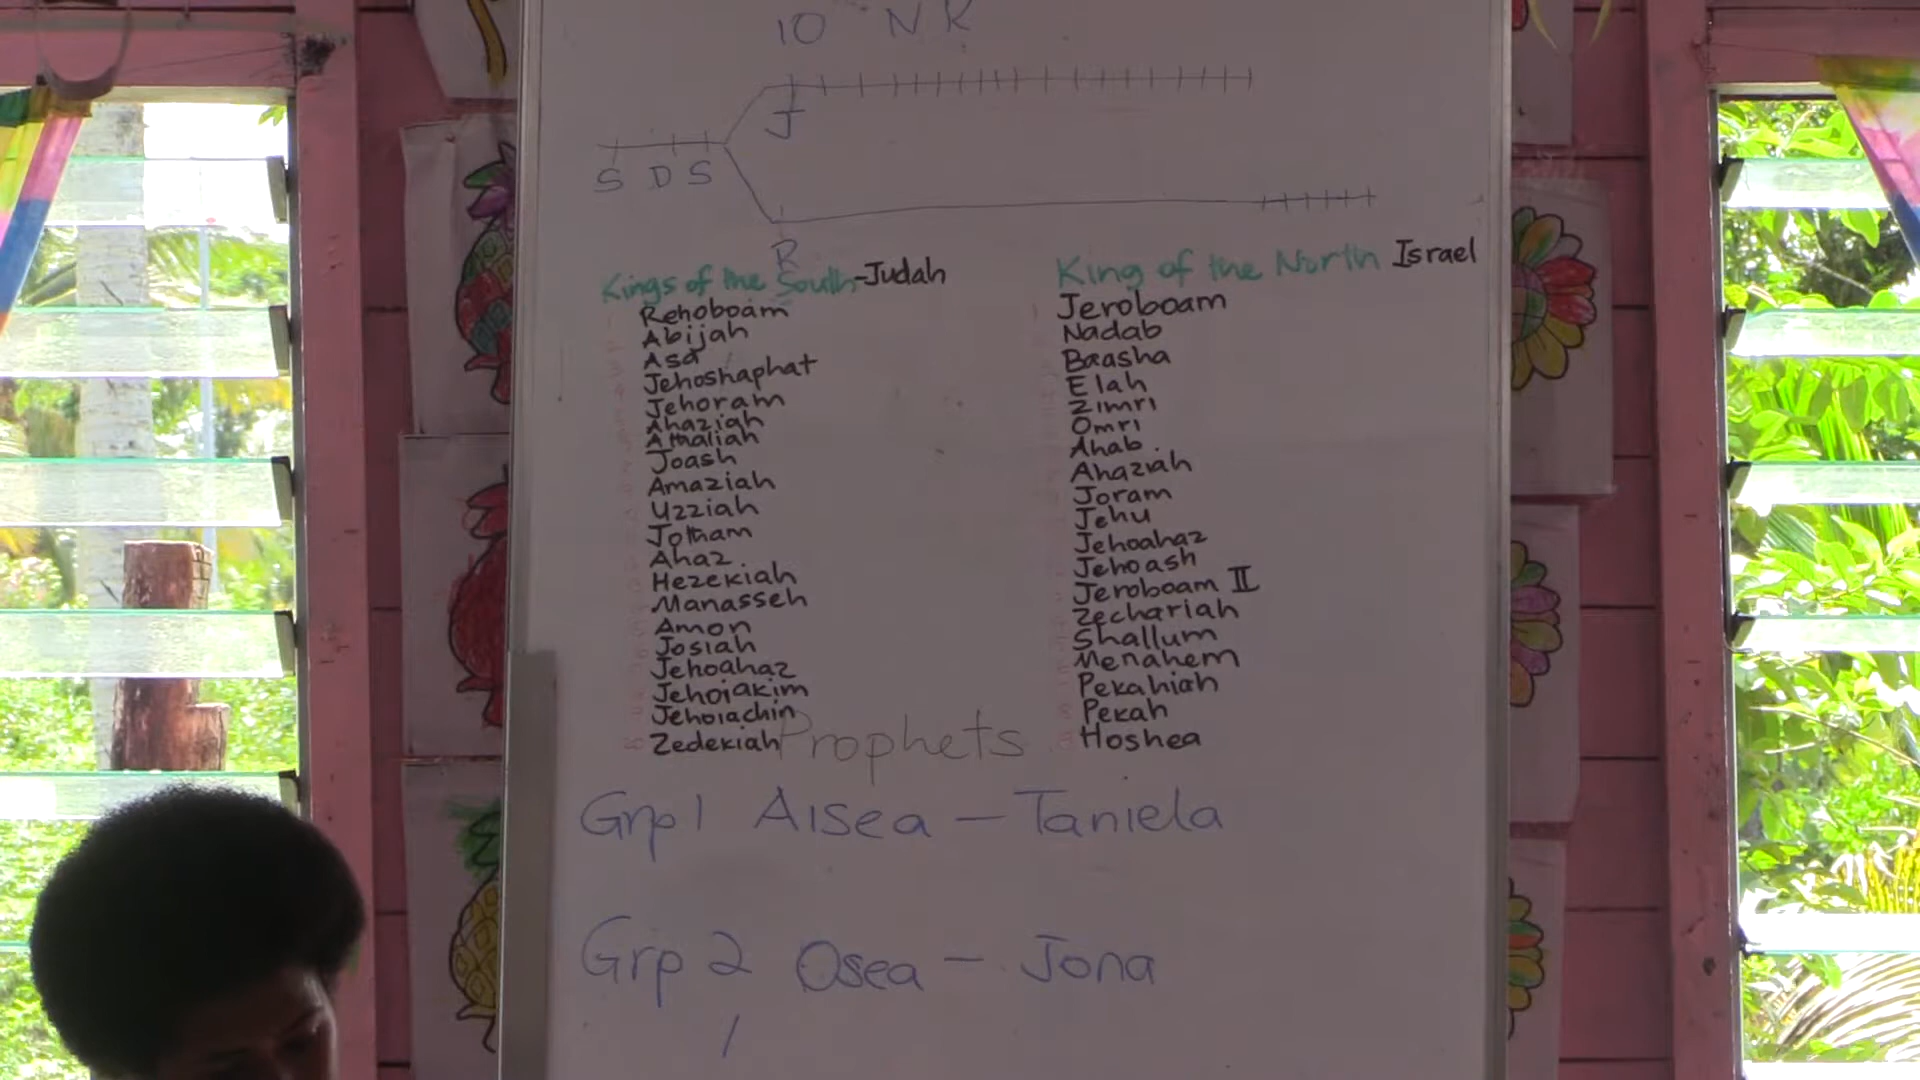 10 N K
J
S D S
R
Kings of the South-Judah
Rehoboam
Abijah
Asa
Jehoshaphat
Jehoram
Ahaziah
Athaliah
Joash
Amaziah
Uzziah
Jotham
Ahaz.
Hezekiah
Manasseh
Amon
Josiah
Jehoahaz
Jehoiakim
Jehoiachin
Zedekiah
King of the North Israel
Jeroboam
Nadab
Baasha
Elah
Zimri
Omri
Ahab.
Ahaziah
Joram
Jehu
Jehoahaz
Jehoash
Jeroboam II
Zechariah
Shallum
Menahem
Pekahiah
Pekah
Hoshea
Prophets
Grp 1 Aisea - Taniela
Grp 2 Osea - Jona